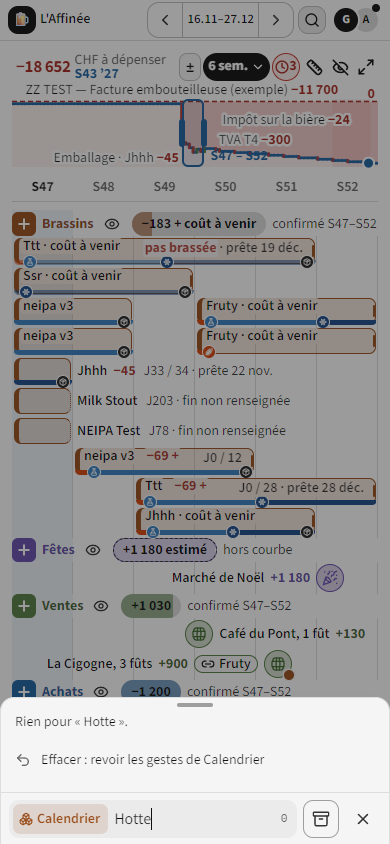 L'Affinée
16.11–27.12
G
A
−18 652 CHF à dépenser
S43 '27
± 6 sem. 3
ZZ TEST — Facture embouteilleuse (exemple) −11 700
0
Impôt sur la bière −24
TVA T4 −300
Emballage · Jhhh −45
S47 – S52
S47 S48 S49 S50 S51 S52
Brassins −183 + coût à venir confirmé S47–S52
Ttt · coût à venir pas brassée · prête 19 déc.
Ssr · coût à venir
neipa v3 Fruty · coût à venir
neipa v3 Fruty · coût à venir
Jhhh −45 J33 / 34 · prête 22 nov.
Milk Stout J203 · fin non renseignée
NEIPA Test J78 · fin non renseignée
neipa v3 −69 + J0 / 12
Ttt −69 + J0 / 28 · prête 28 déc.
Jhhh · coût à venir
Fêtes +1 180 estimé hors courbe
Marché de Noël +1 180
Ventes +1 030 confirmé S47–S52
Café du Pont, 1 fût +130
La Cigogne, 3 fûts +900 Fruty
Achats −1 200 confirmé S47–S52
Rien pour « Hotte ».
Effacer : revoir les gestes de Calendrier
Calendrier Hotte 0